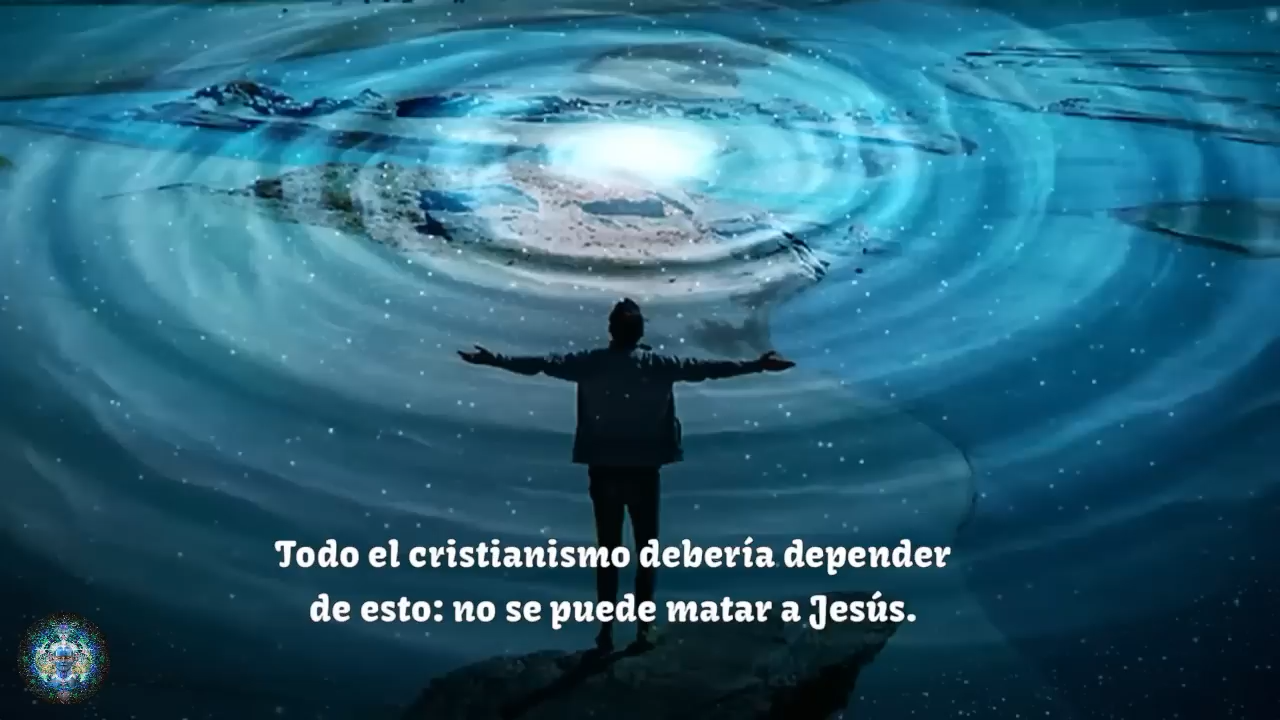 Todo el cristianismo debería depender
de esto: no se puede matar a Jesús.